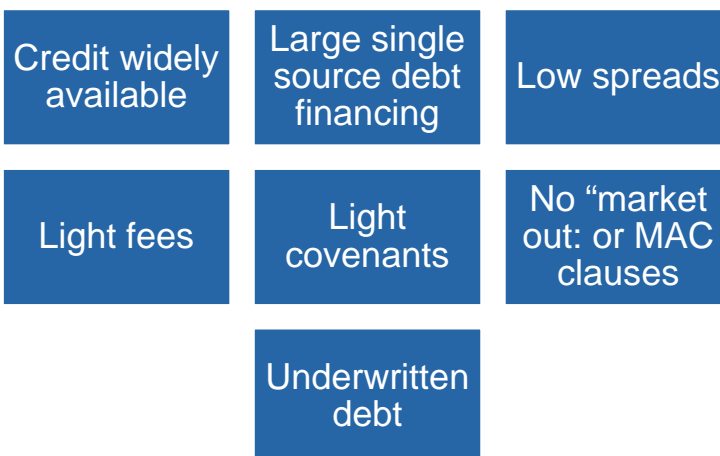 Credit widely
available
Large single
source debt
financing
Low spreads
Light fees
Light
covenants
No “market
out: or MAC
clauses
Underwritten
debt